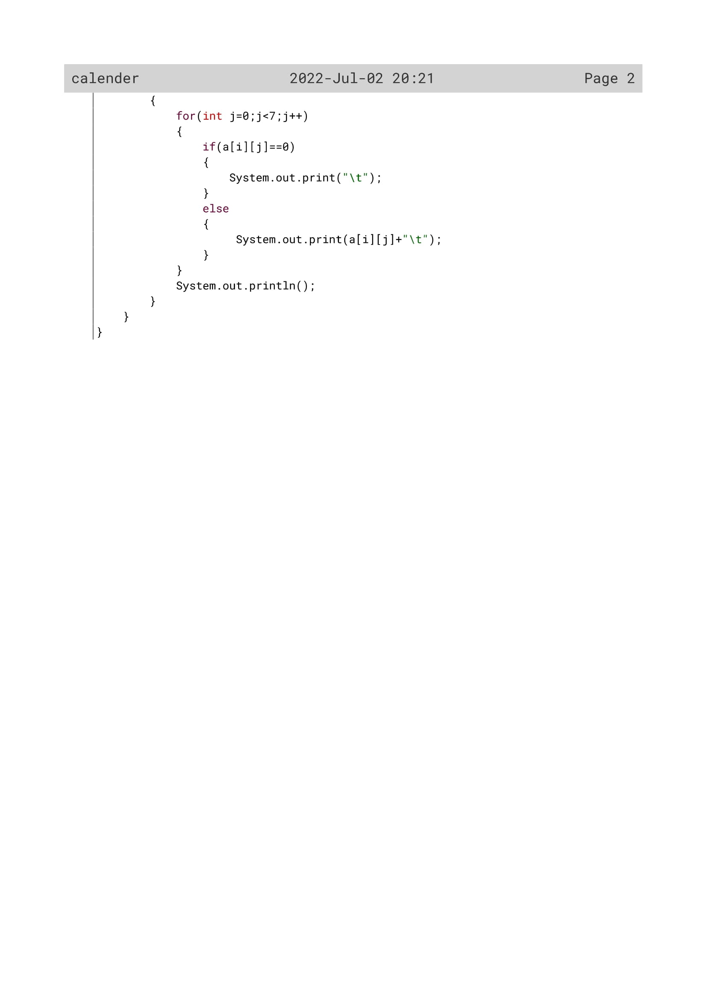 calender 2022-Jul-02 20:21 Page 2
{
for(int j=0;j<7;j++)
{
if(a[i][j]==0)
{
System.out.print("\t");
}
else
{
System.out.print(a[i][j]+"\t");
}
}
System.out.println();
}
}
}